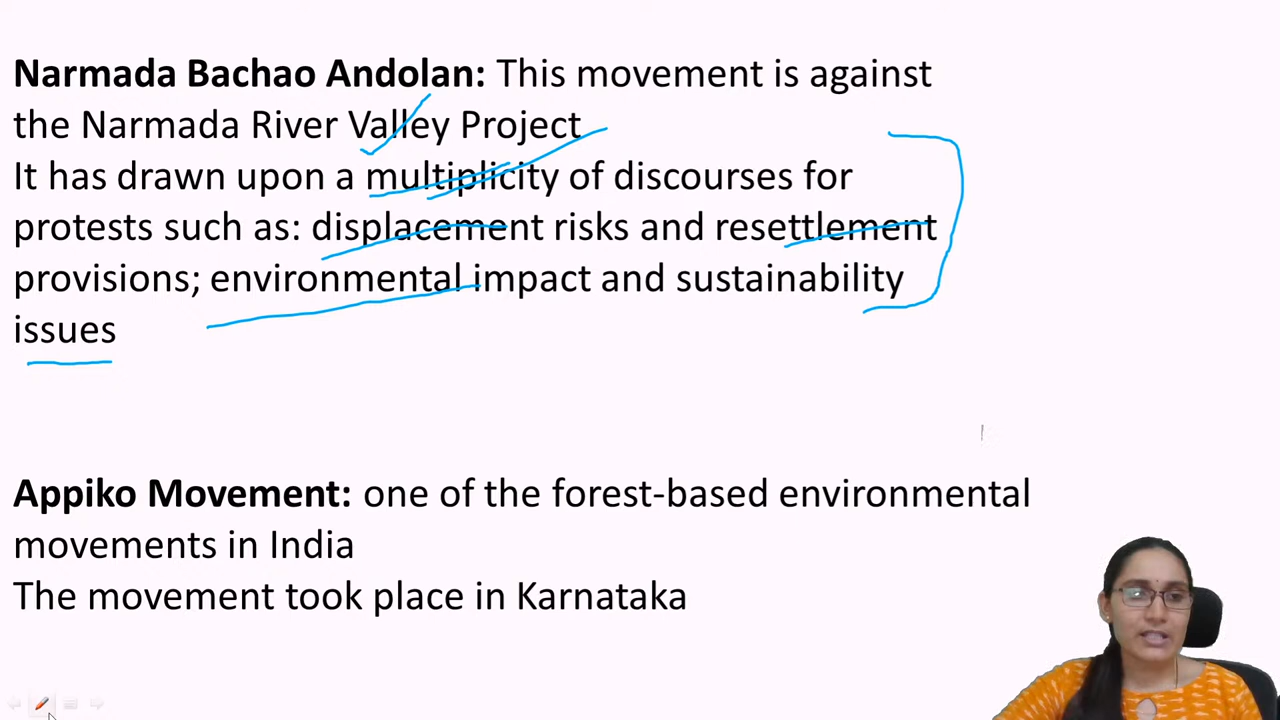 Narmada Bachao Andolan: This movement is against
the Narmada River Valley Project
It has drawn upon a multiplicity of discourses for
protests such as: displacement risks and resettlement
provisions; environmental impact and sustainability
issues
Appiko Movement: one of the forest-based environmental
movements in India
The movement took place in Karnataka